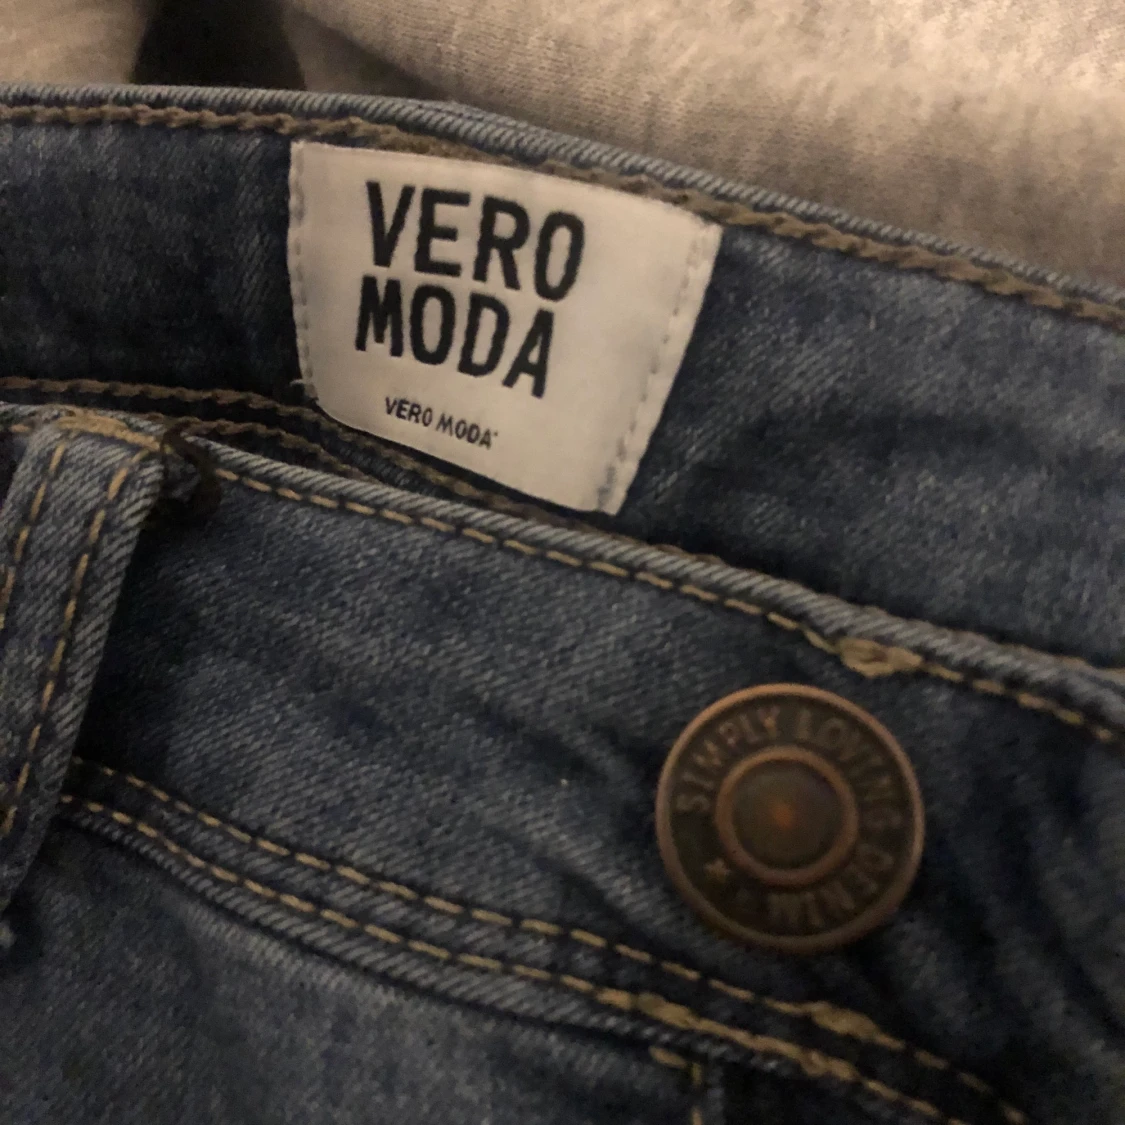 VERO
MODA
VERO MODA®
SIMPLY LOVING DENIM